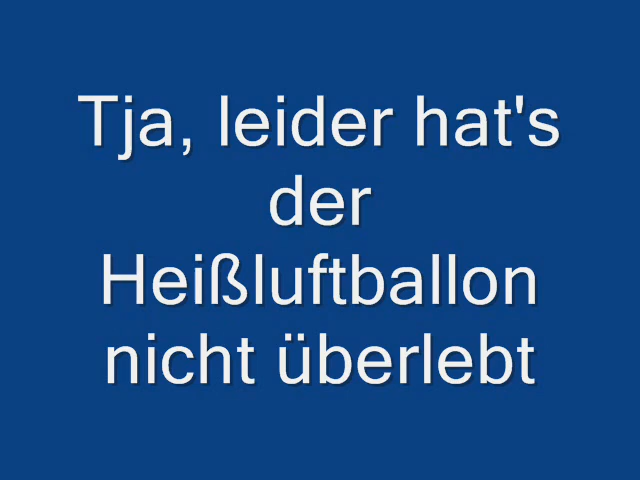 Tja, leider hat's
der
Heißluftballon
nicht überlebt